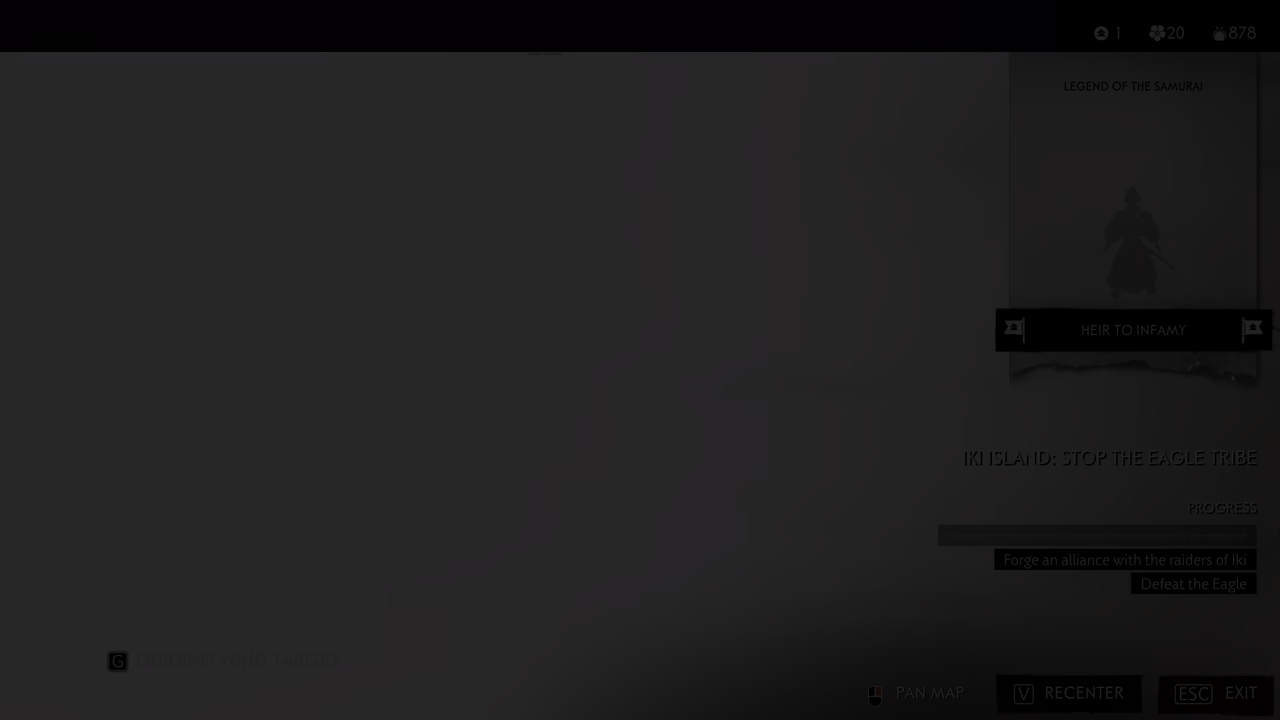 1 20 878
LEGEND OF THE SAMURAI
HEIR TO INFAMY
IKI ISLAND: STOP THE EAGLE TRIBE
PROGRESS
Forge an alliance with the raiders of Iki
Defeat the Eagle
G GUIDING WIND TARGET
PAN MAP V RECENTER ESC EXIT